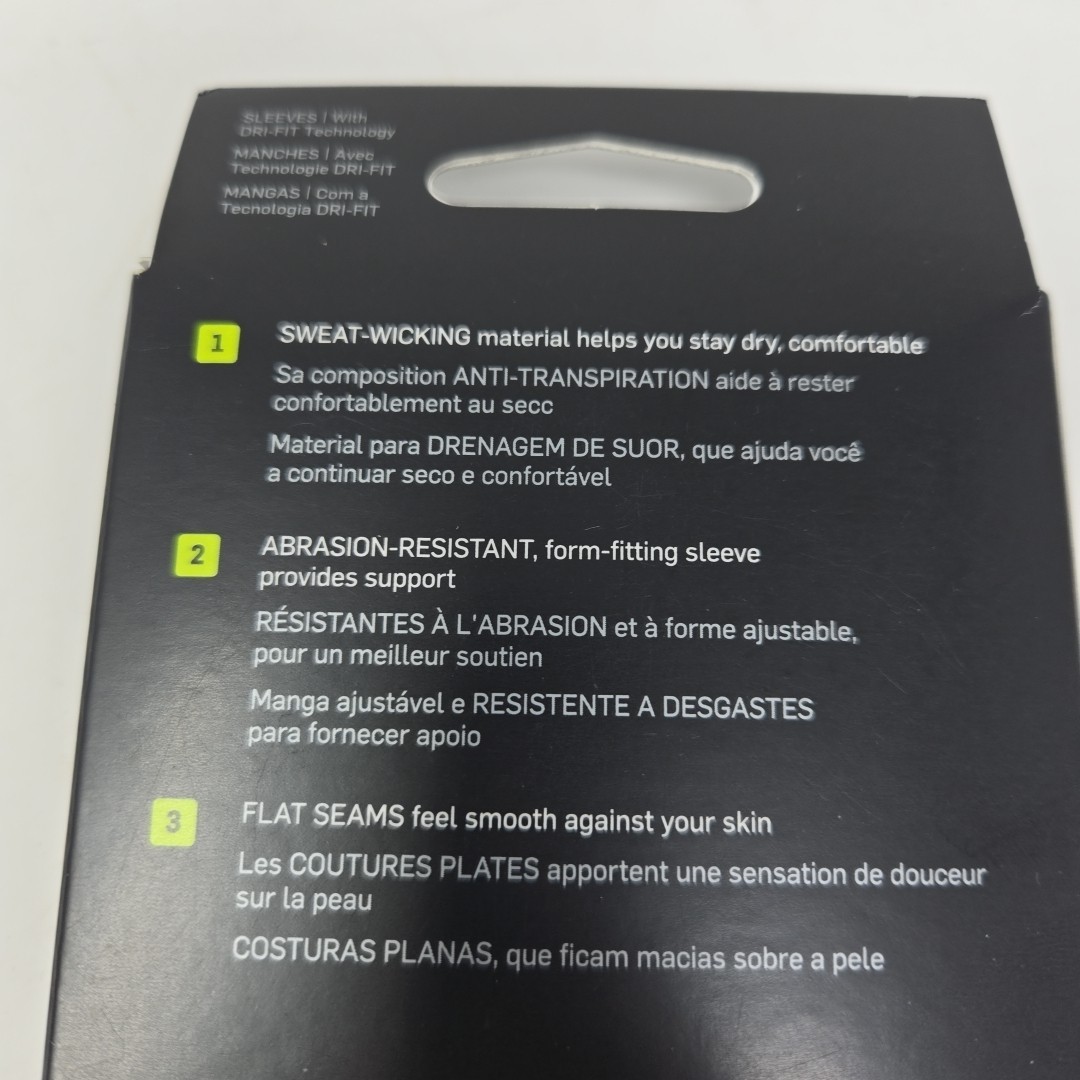 SLEEVES | With
DRI-FIT Technology
MANCHES | Avec
Technologie DRI-FIT
MANGAS | Com a
Tecnologia DRI-FIT
1
SWEAT-WICKING material helps you stay dry, comfortable
Sa composition ANTI-TRANSPIRATION aide à rester
confortablement au secc
Material para DRENAGEM DE SUOR, que ajuda você
a continuar seco e confortável
2
ABRASION-RESISTANT, form-fitting sleeve
provides support
RÉSISTANTES À L'ABRASION et à forme ajustable,
pour un meilleur soutien
Manga ajustável e RESISTENTE A DESGASTES
para fornecer apoio
3
FLAT SEAMS feel smooth against your skin
Les COUTURES PLATES apportent une sensation de douceur
sur la peau
COSTURAS PLANAS, que ficam macias sobre a pele